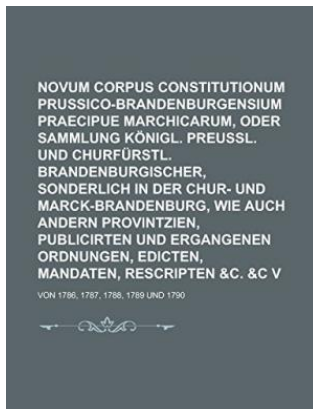 NOVUM CORPUS CONSTITUTIONUM
PRUSSICO-BRANDENBURGENSIUM
PRAECIPUE MARCHICARUM, ODER
SAMMLUNG KÖNIGL. PREUSSL.
UND CHURFÜRSTL.
BRANDENBURGISCHER,
SONDERLICH IN DER CHUR- UND
MARCK-BRANDENBURG, WIE AUCH
ANDERN PROVINTZIEN,
PUBLICIRTEN UND ERGANGENEN
ORDNUNGEN, EDICTEN,
MANDATEN, RESCRIPTEN &C. &C V
VON 1786, 1787, 1788, 1789 UND 1790